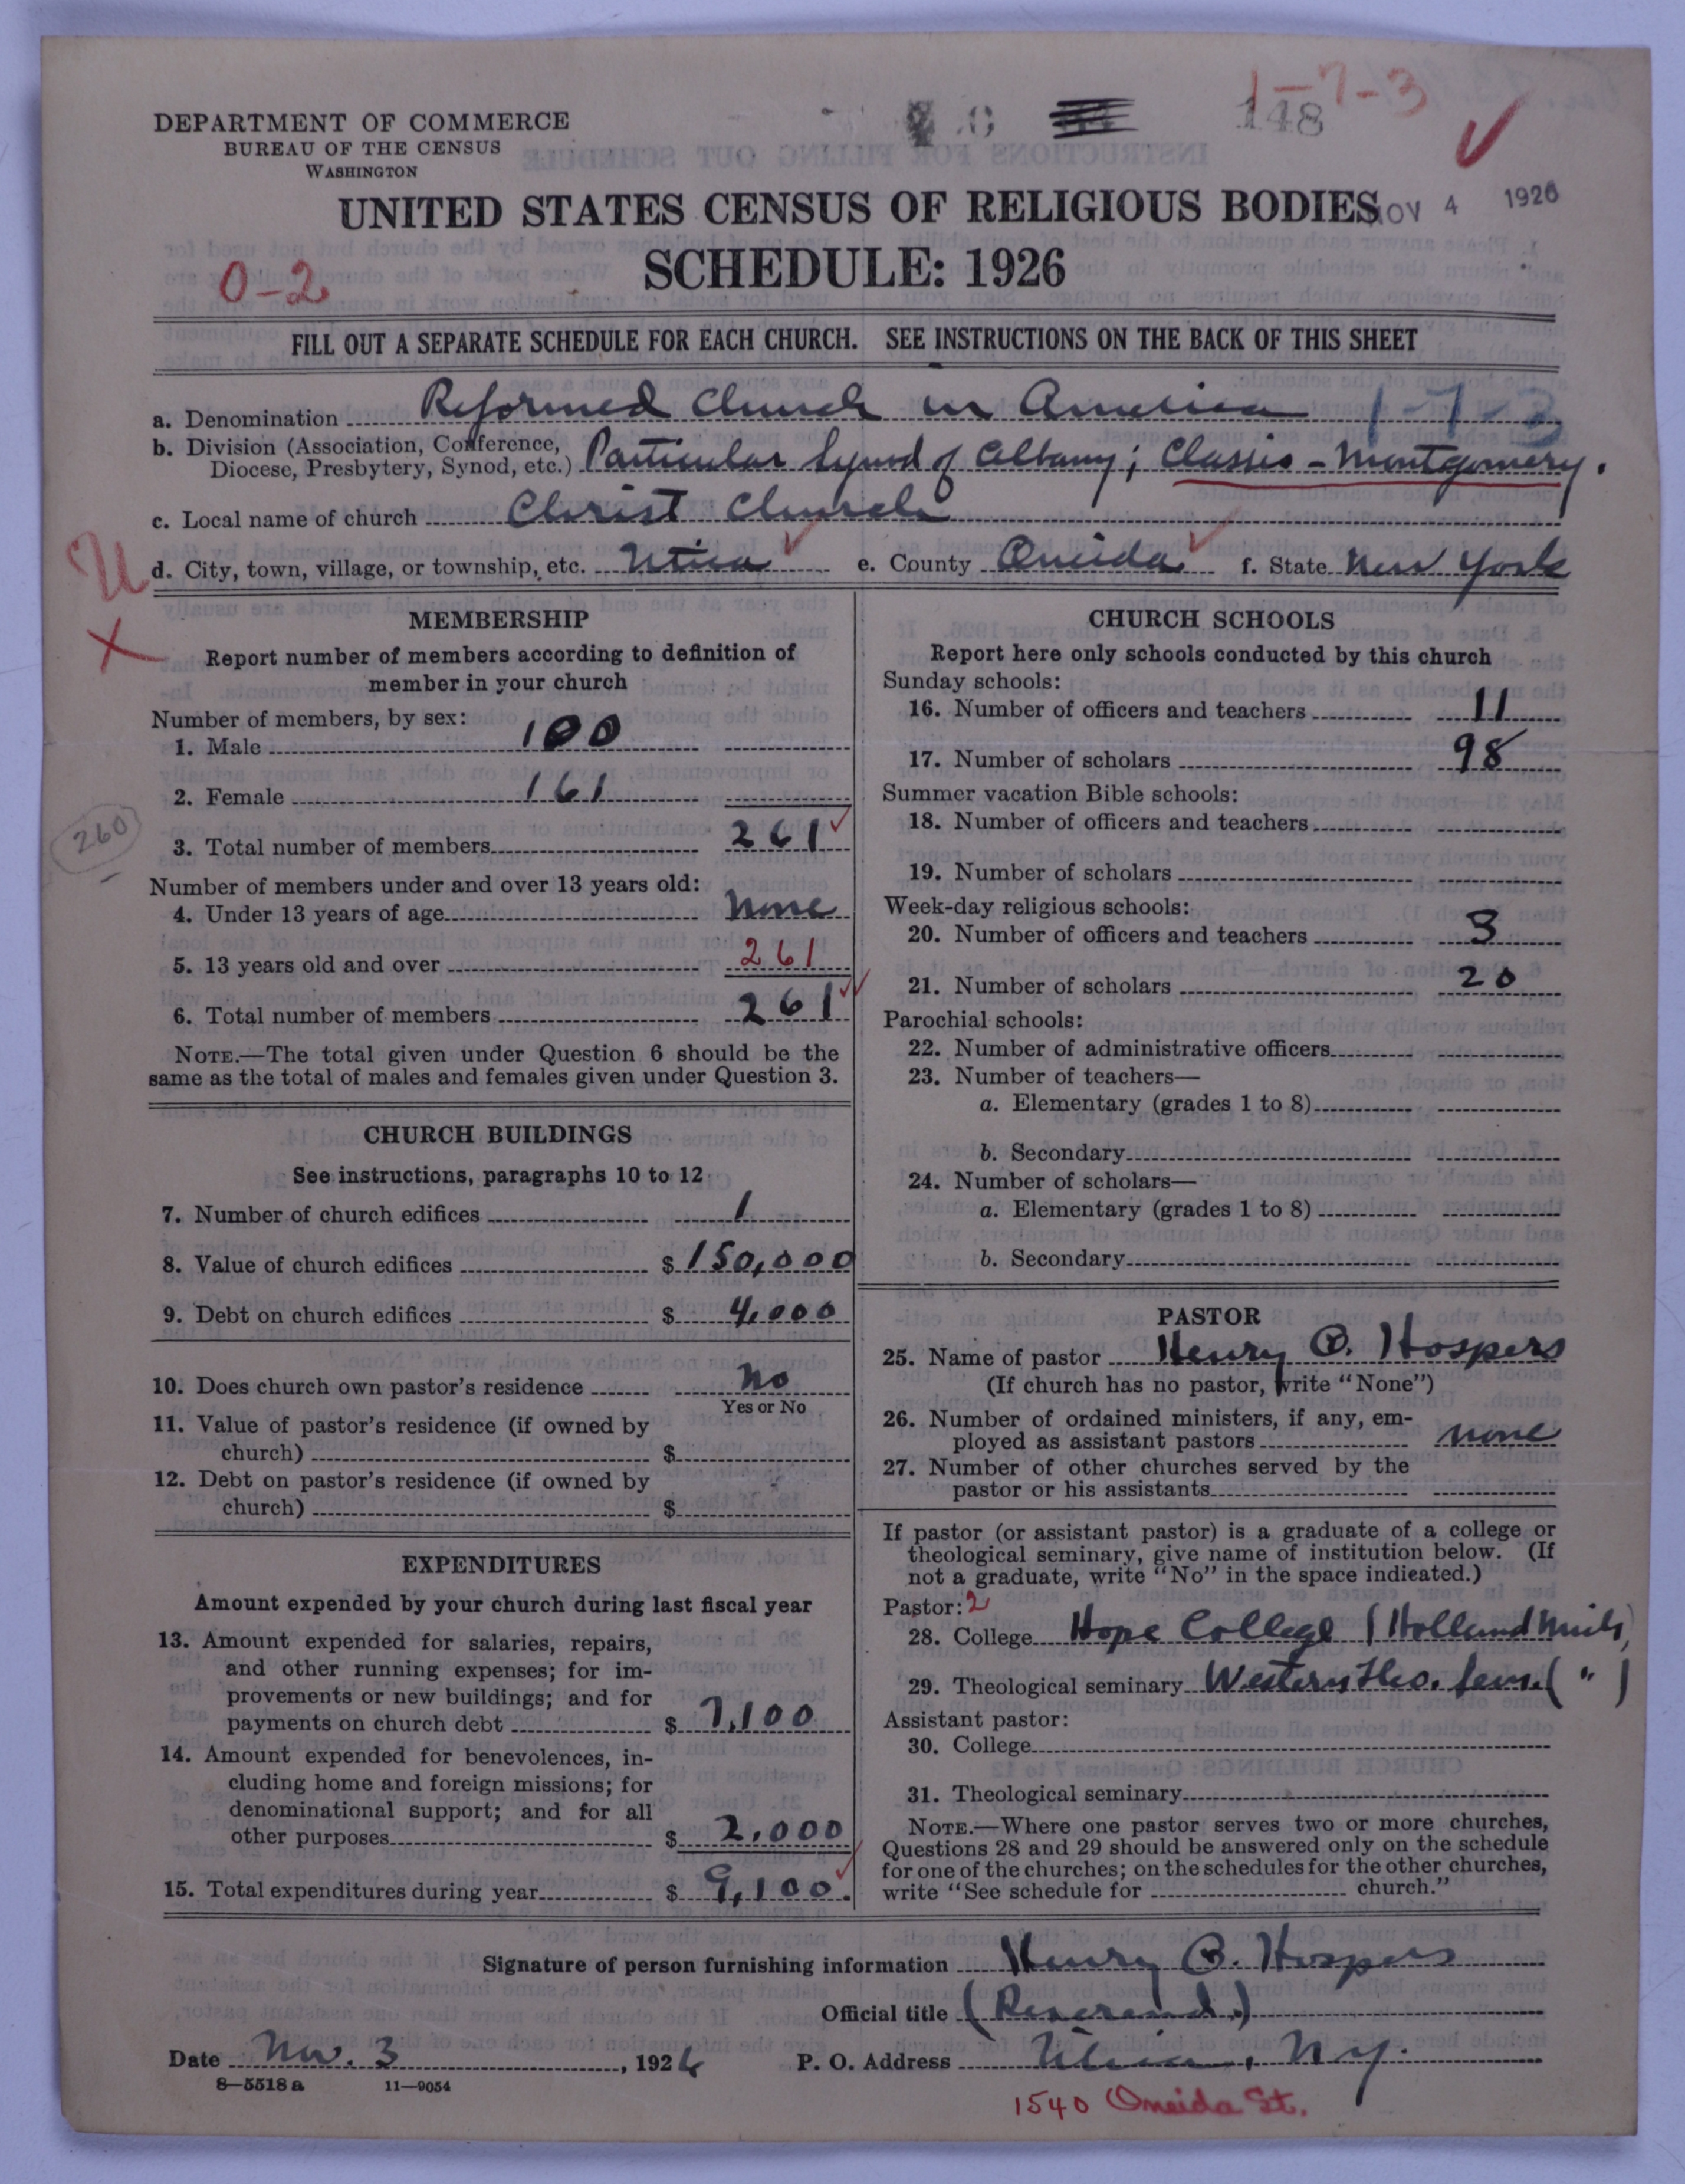 1-7-3
148
DEPARTMENT OF COMMERCE
BUREAU OF THE CENSUS
WASHINGTON
UNITED STATES CENSUS OF RELIGIOUS BODIES
NOV 4 1926
SCHEDULE: 1926
0-2
FILL OUT A SEPARATE SCHEDULE FOR EACH CHURCH. SEE INSTRUCTIONS ON THE BACK OF THIS SHEET
a. Denomination Reformed Church in America 1-7-3
b. Division (Association, Conference, Diocese, Presbytery, Synod, etc.) Particular Synod of Albany; Classis - Montgomery.
c. Local name of church Christ Church
U
d. City, town, village, or township, etc. Utica e. County Oneida f. State New York
X
MEMBERSHIP
Report number of members according to definition of
member in your church
Number of members, by sex:
1. Male 100
2. Female 161
260
3. Total number of members 261
Number of members under and over 13 years old:
4. Under 13 years of age None
5. 13 years old and over 261
6. Total number of members 261
NOTE.—The total given under Question 6 should be the
same as the total of males and females given under Question 3.
CHURCH BUILDINGS
See instructions, paragraphs 10 to 12
7. Number of church edifices 1
8. Value of church edifices $150,000
9. Debt on church edifices $4,000
10. Does church own pastor's residence No
Yes or No
11. Value of pastor's residence (if owned by
church) $
12. Debt on pastor's residence (if owned by
church) $
EXPENDITURES
Amount expended by your church during last fiscal year
13. Amount expended for salaries, repairs,
and other running expenses; for im-
provements or new buildings; and for
payments on church debt $7,100
14. Amount expended for benevolences, in-
cluding home and foreign missions; for
denominational support; and for all
other purposes $2,000
15. Total expenditures during year $9,100.
CHURCH SCHOOLS
Report here only schools conducted by this church
Sunday schools:
16. Number of officers and teachers 11
17. Number of scholars 98
Summer vacation Bible schools:
18. Number of officers and teachers
19. Number of scholars
Week-day religious schools:
20. Number of officers and teachers 3
21. Number of scholars 20
Parochial schools:
22. Number of administrative officers
23. Number of teachers—
a. Elementary (grades 1 to 8)
b. Secondary
24. Number of scholars—
a. Elementary (grades 1 to 8)
b. Secondary
PASTOR
25. Name of pastor Henry B. Hospers
(If church has no pastor, write "None")
26. Number of ordained ministers, if any, em-
ployed as assistant pastors none
27. Number of other churches served by the
pastor or his assistants
If pastor (or assistant pastor) is a graduate of a college or
theological seminary, give name of institution below. (If
not a graduate, write "No" in the space indicated.)
Pastor: 2
28. College Hope College (Holland Mich)
29. Theological seminary Western Theo. Sem. ( " )
Assistant pastor:
30. College
31. Theological seminary
NOTE.—Where one pastor serves two or more churches,
Questions 28 and 29 should be answered only on the schedule
for one of the churches; on the schedules for the other churches,
write "See schedule for church."
Signature of person furnishing information Henry B. Hospers
Official title (Reverend.)
Date Nov. 3, 1926 P. O. Address Utica, N.Y.
8—5518a 11—9054
1540 Oneida St.